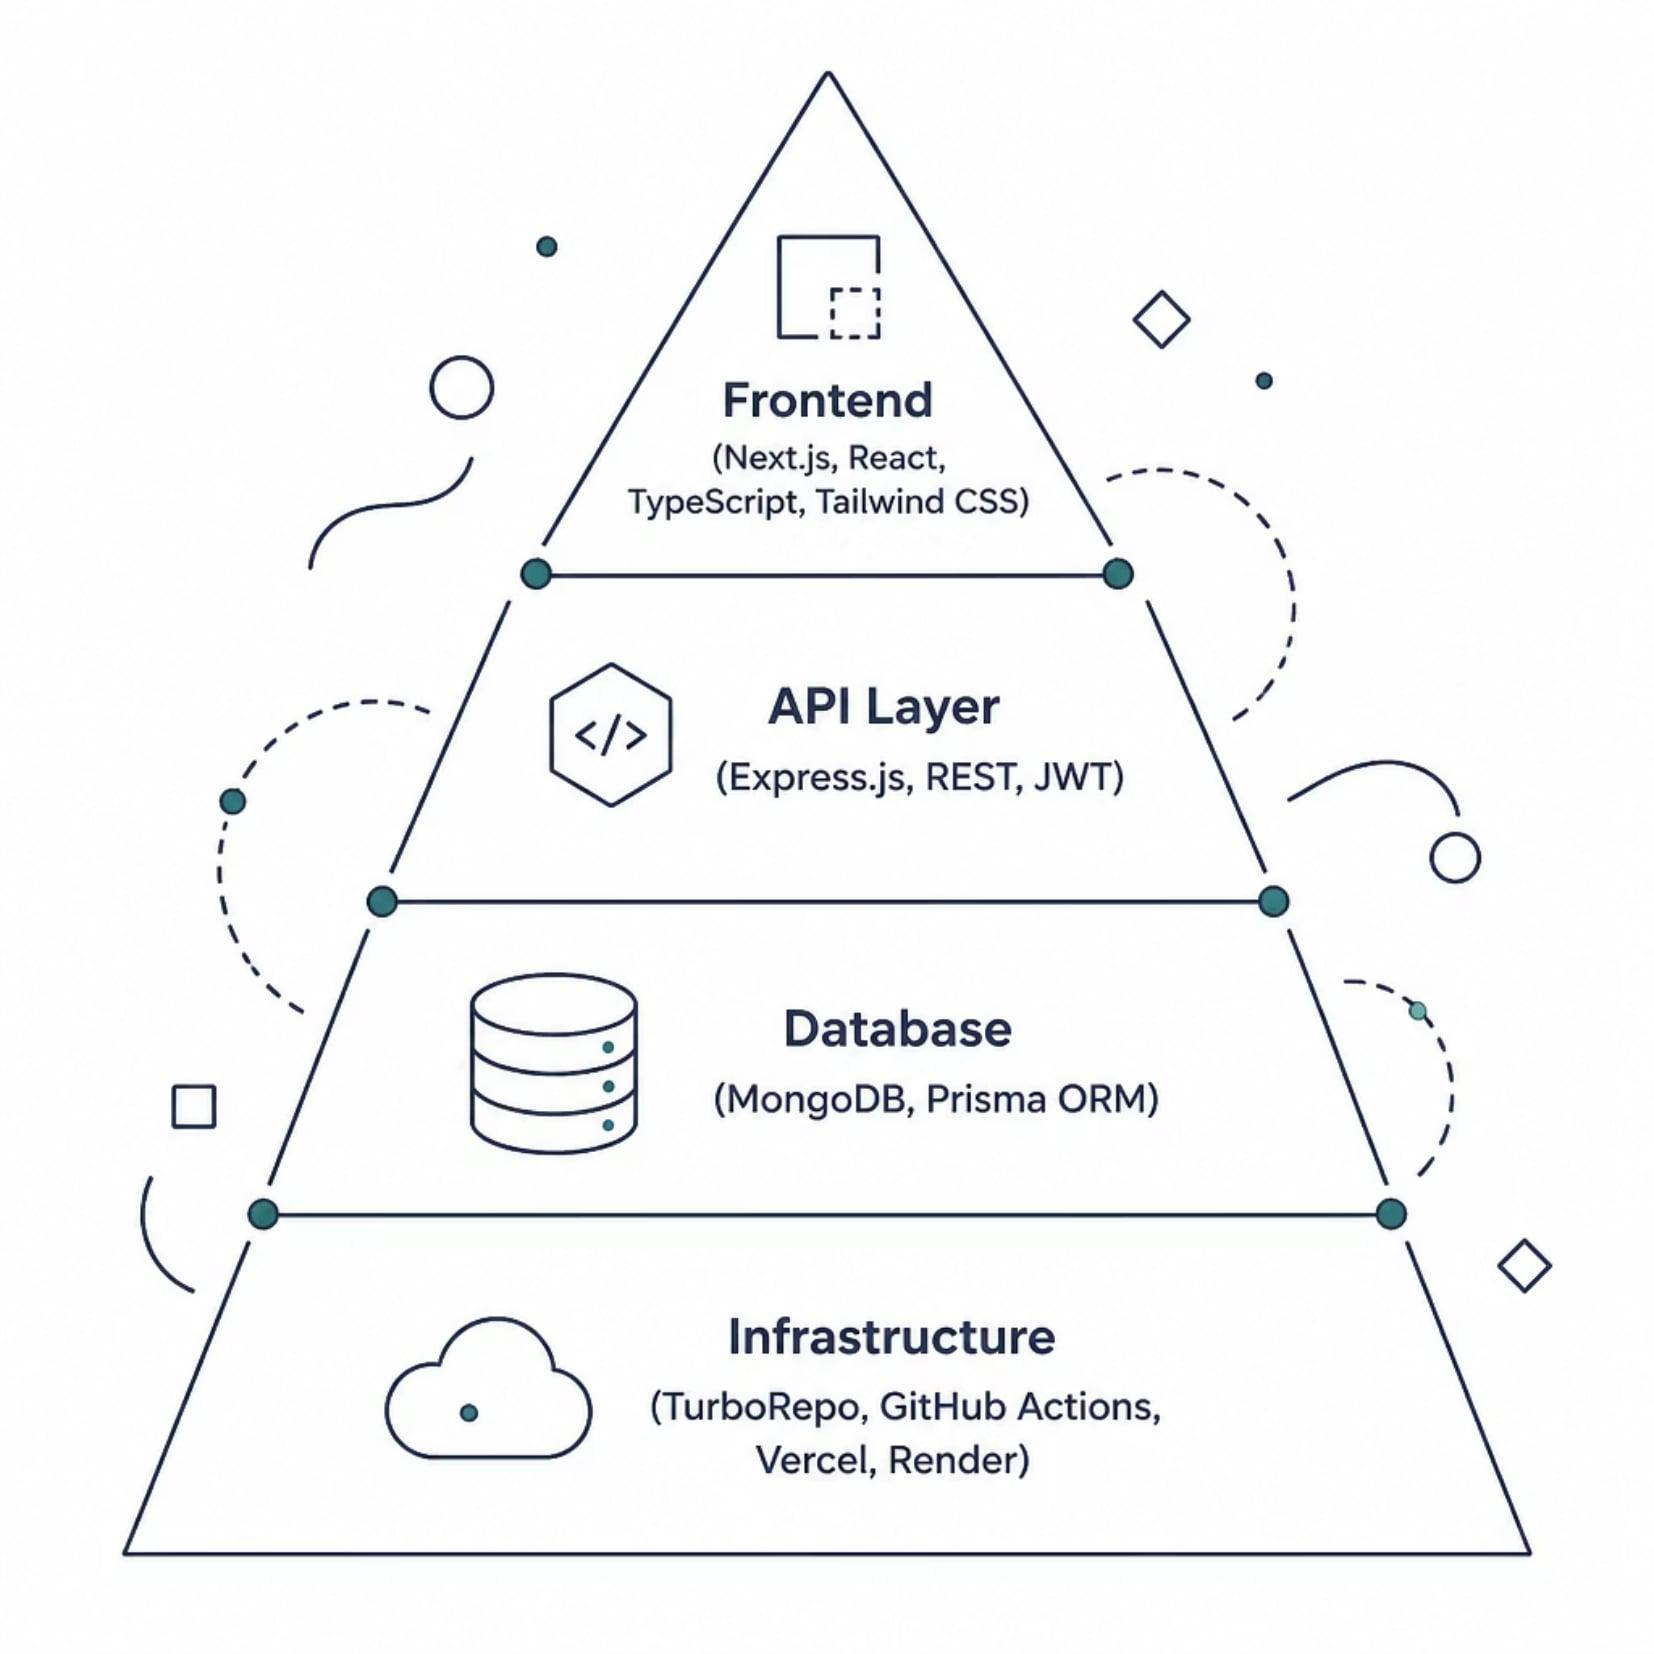 Frontend
(Next.js, React,
TypeScript, Tailwind CSS)
</>
API Layer
(Express.js, REST, JWT)
Database
(MongoDB, Prisma ORM)
Infrastructure
(TurboRepo, GitHub Actions,
Vercel, Render)